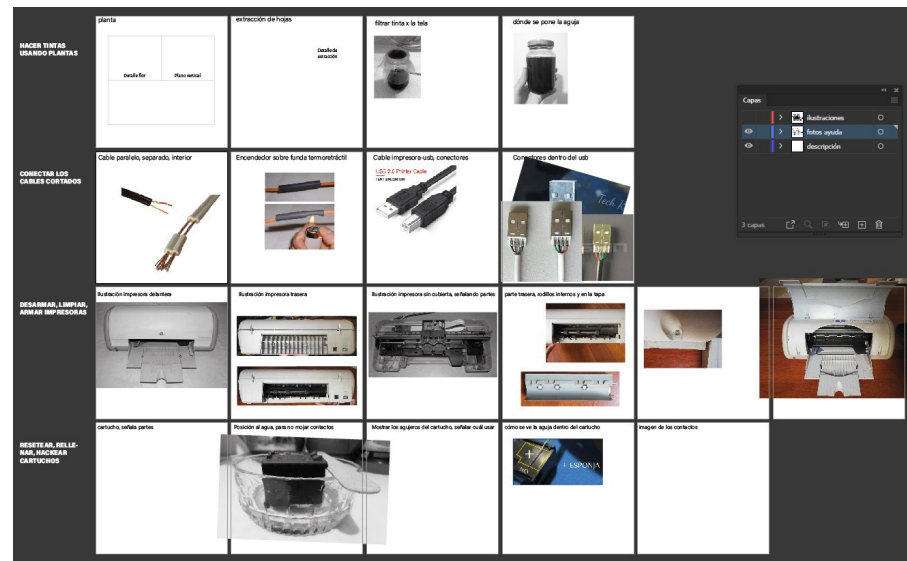 planta
extracción de hojas
filtrar tinta x la tela
dónde se pone la aguja
HACER TINTAS
USANDO PLANTAS
Detalle de
extracción
Detalle flor
Plano vertical
Capas
ilustraciones
fotos ayuda
descripción
3 capas
CONECTAR LOS
CABLES CORTADOS
Cable paralelo, separado, interior
Encendedor sobre funda termoretráctil
Cable impresora-usb, conectores
Conectores dentro del usb
USB 2.0 Printer Cable
Tech
DESARMAR, LIMPIAR,
ARMAR IMPRESORAS
Ilustración impresora delantera
Ilustración impresora trasera
Ilustración impresora sin cubierta, señalando partes
parte trasera, rodillos internos y en la tapa
RESETEAR, RELLE-
NAR, HACKEAR
CARTUCHOS
cartucho, señala partes
Posición al agua, para no mojar contactos
Mostrar los agujeros del cartucho, señalar cuál usar
cómo se ve la aguja dentro del cartucho
imagen de los contactos
+
NO
+ ESPONJA